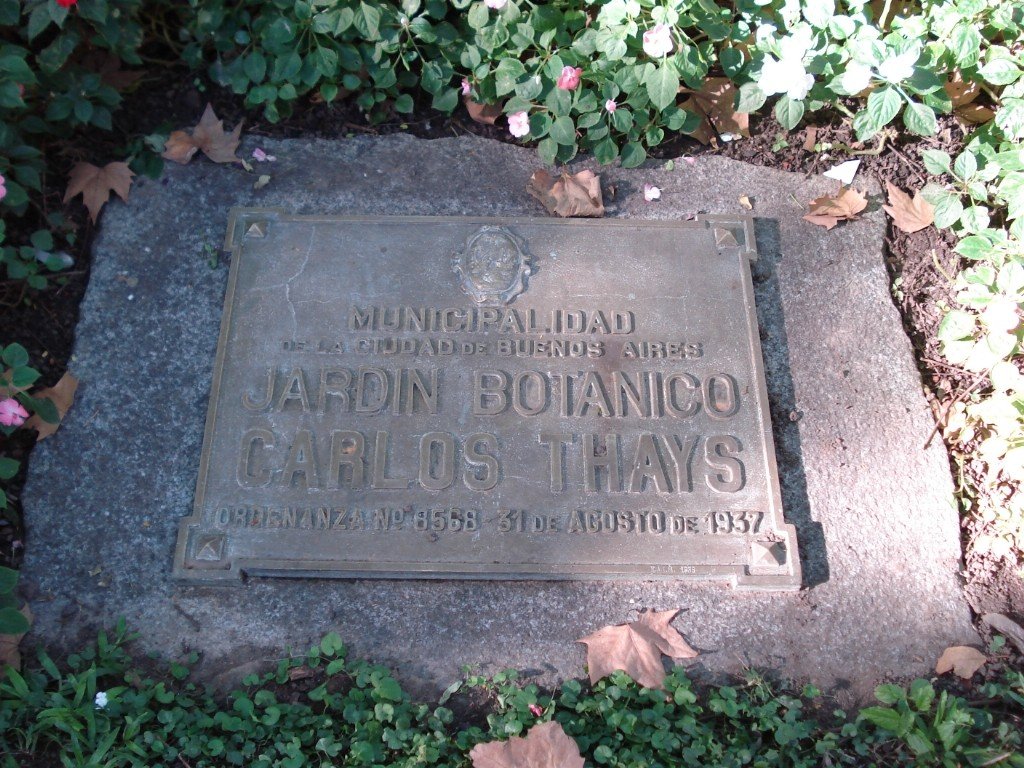 MUNICIPALIDAD
DE LA CIUDAD DE BUENOS AIRES
JARDIN BOTANICO
CARLOS THAYS
ORDENANZA Nº 8568 - 31 DE AGOSTO DE 1937